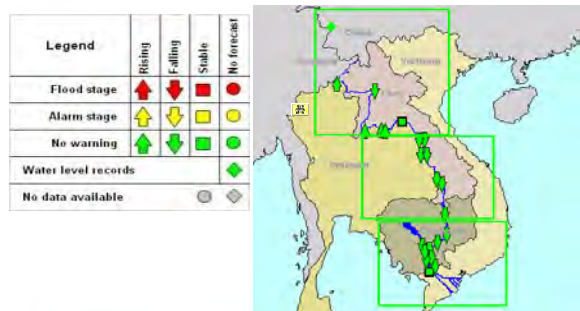 Legend
Rising
Falling
Stable
No forecast
Flood stage
Alarm stage
No warning
Water level records
No data available
China
Vietnam
Thailand